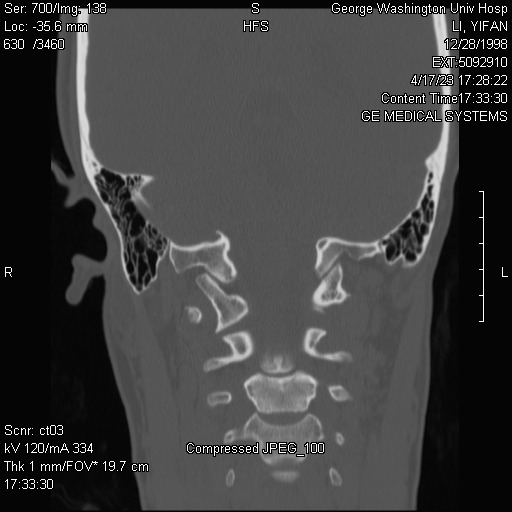 Ser: 700/Img: 138
Loc: -35.6 mm
630 /3460
S
HFS
George Washington Univ Hosp
LI, YIFAN
12/28/1998
EXT:5092910
4/17/23 17:28:22
Content Time17:33:30
GE MEDICAL SYSTEMS
R
L
Scnr: ct03
kV 120/mA 334
Thk 1 mm/FOV* 19.7 cm
17:33:30
Compressed JPEG_100